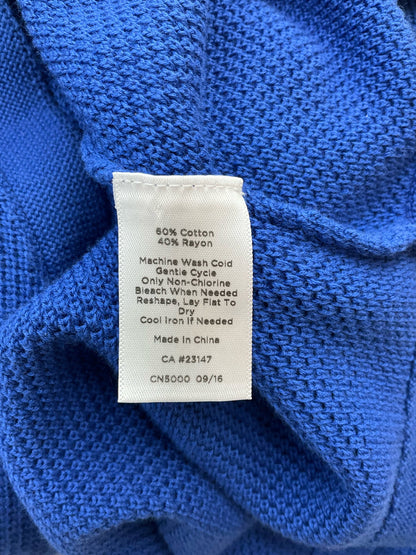 60% Cotton
40% Rayon
Machine Wash Cold
Gentle Cycle
Only Non-Chlorine
Bleach When Needed
Reshape, Lay Flat To
Dry
Cool Iron If Needed
Made In China
CA #23147
CN5000 09/16